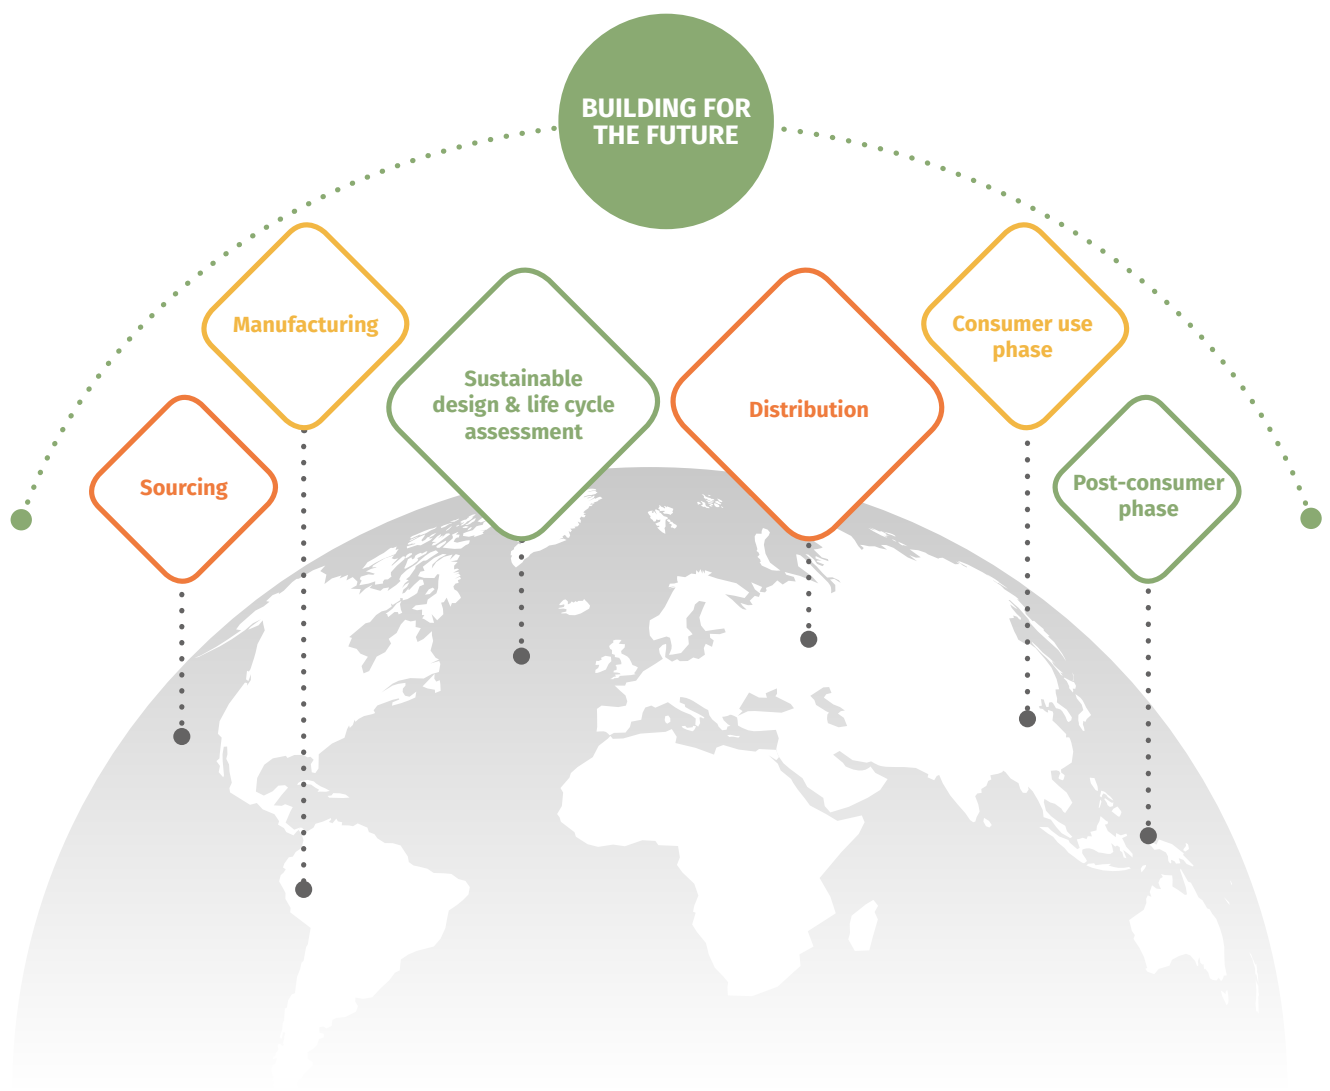 BUILDING FOR
THE FUTURE
Manufacturing
Consumer use
phase
Sustainable
design & life cycle
assessment
Distribution
Sourcing
Post-consumer
phase